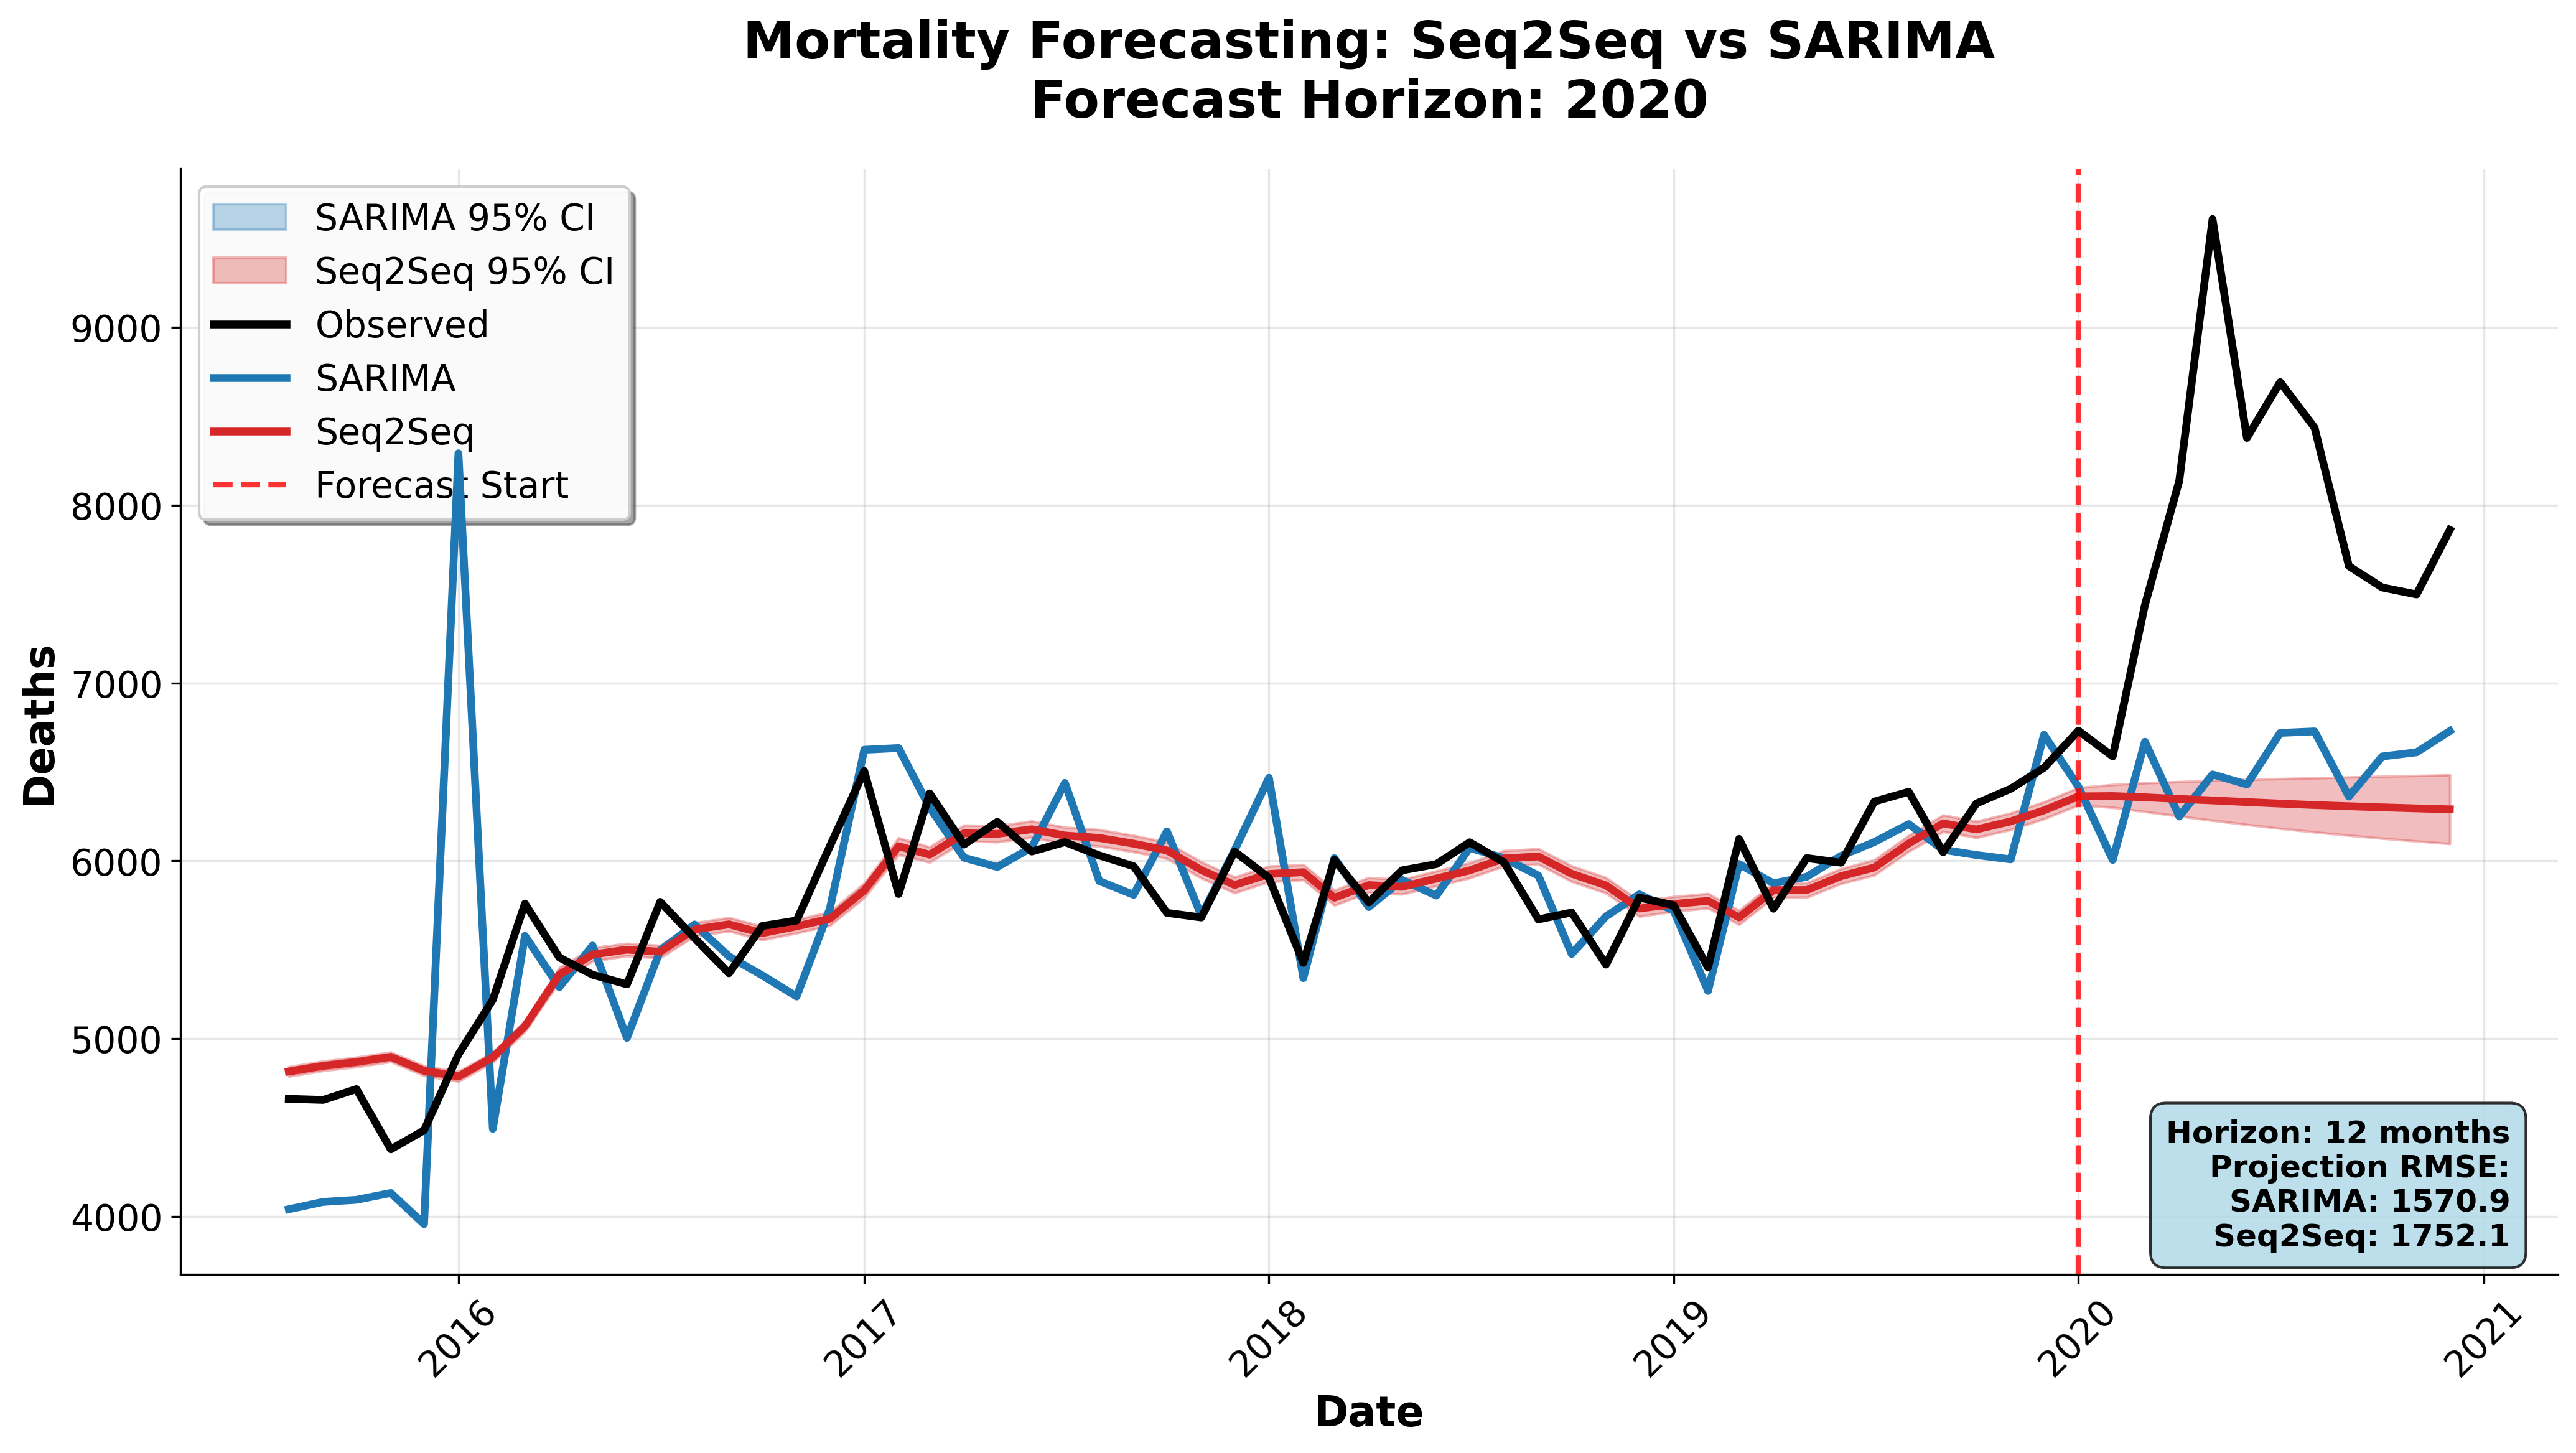 Mortality Forecasting: Seq2Seq vs SARIMA
Forecast Horizon: 2020
SARIMA 95% CI
Seq2Seq 95% CI
Observed
SARIMA
Seq2Seq
Forecast Start
Deaths
9000
8000
7000
6000
5000
4000
Horizon: 12 months
Projection RMSE:
SARIMA: 1570.9
Seq2Seq: 1752.1
2016
2017
2018
2019
2020
2021
Date